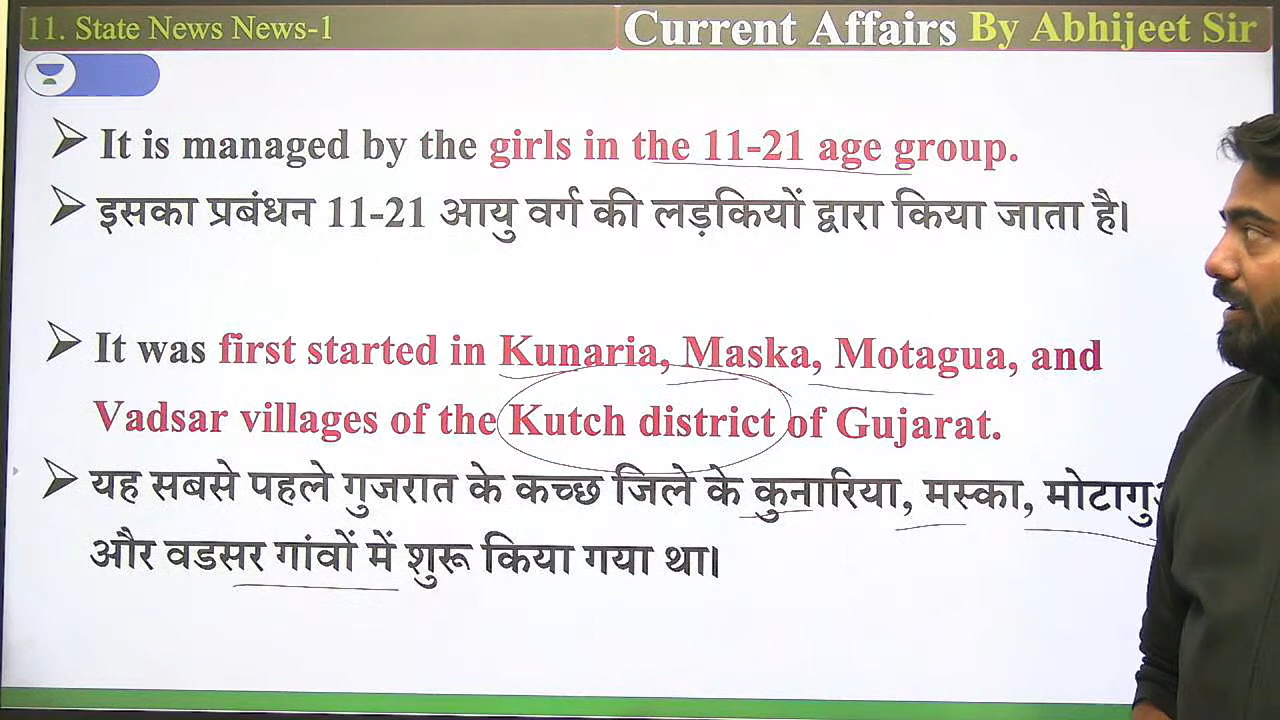 11. State News News-1
Current Affairs By Abhijeet Sir
It is managed by the girls in the 11-21 age group.
इसका प्रबंधन 11-21 आयु वर्ग की लड़कियों द्वारा किया जाता है।
It was first started in Kunaria, Maska, Motagua, and
Vadsar villages of the Kutch district of Gujarat.
यह सबसे पहले गुजरात के कच्छ जिले के कुनारिया, मस्का,
और वडसर गांवों में शुरू किया गया था।